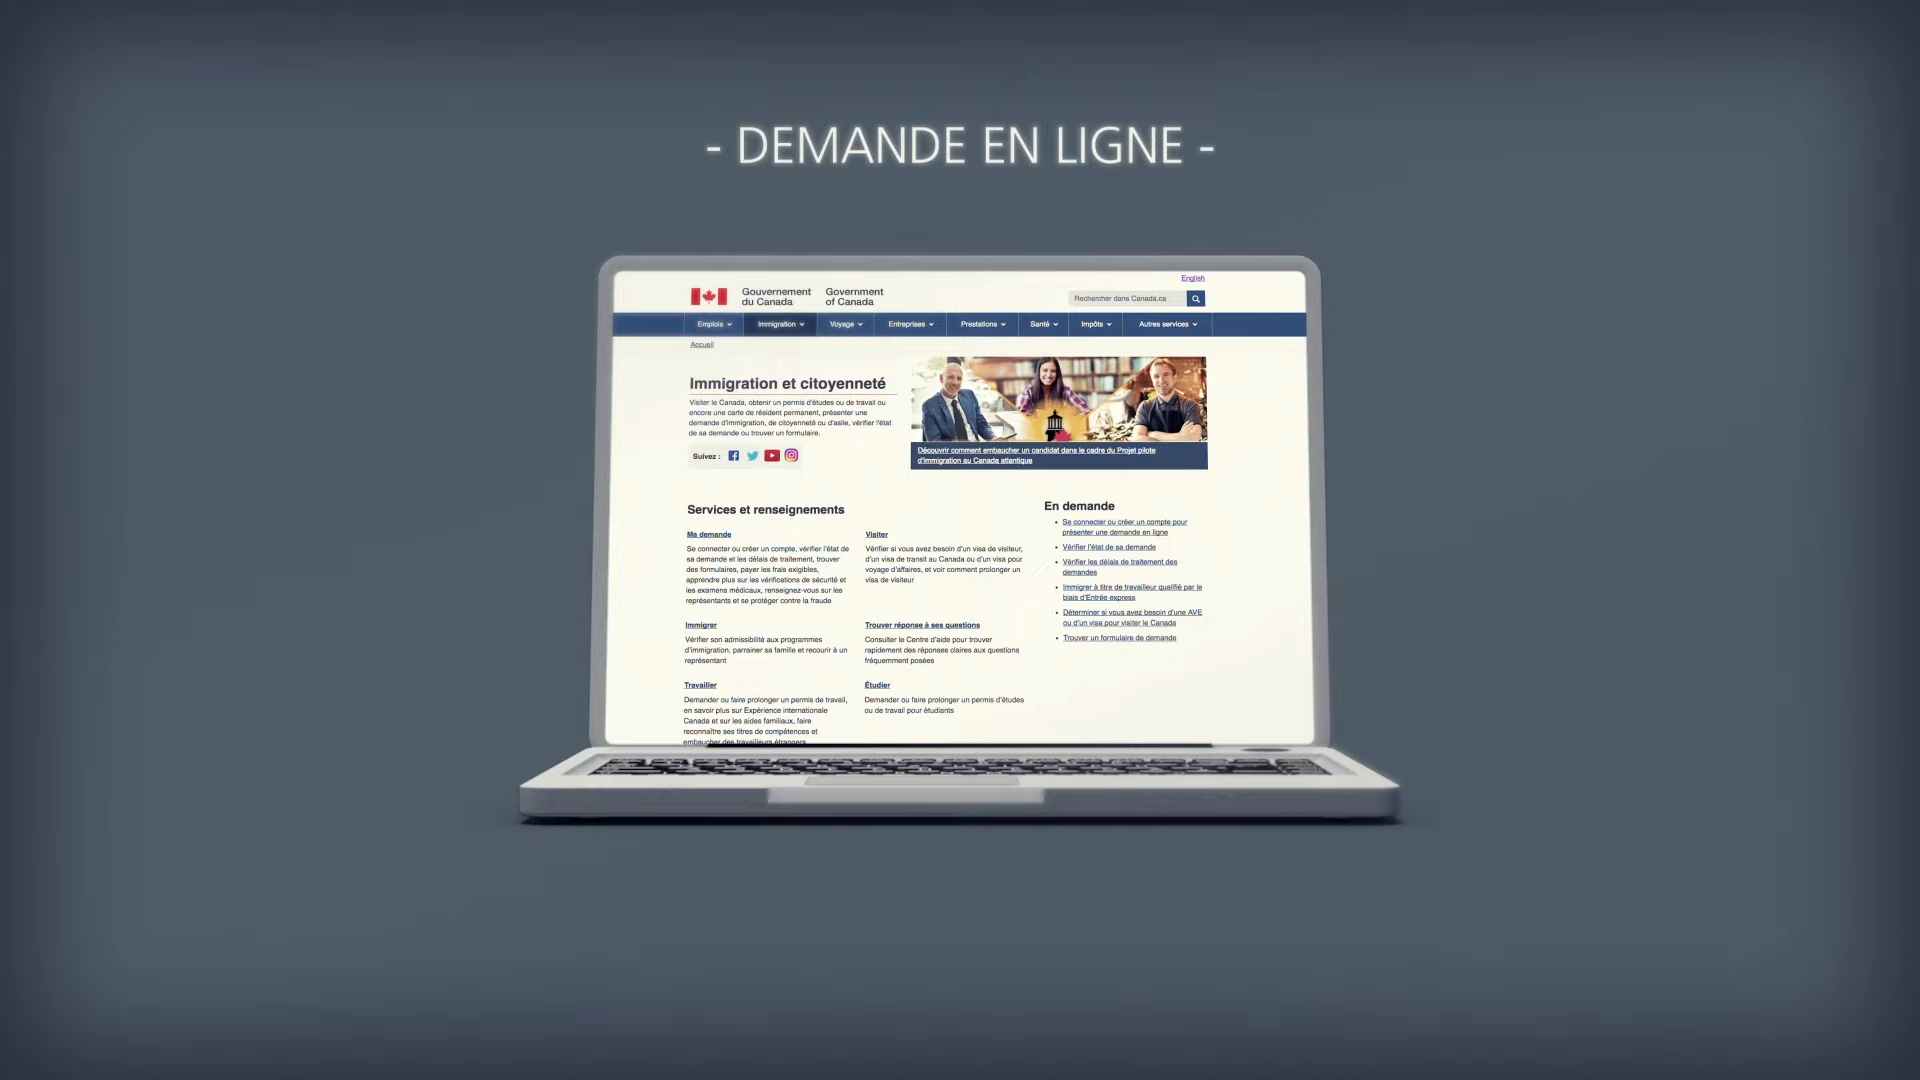 - DEMANDE EN LIGNE -
English
Gouvernement du Canada
Government of Canada
Rechercher dans Canada.ca
Emplois
Immigration
Voyage
Entreprises
Prestations
Santé
Impôts
Autres services
Accueil
Immigration et citoyenneté
Visiter le Canada, obtenir un permis d'études ou de travail ou
encore une carte de résident permanent, présenter une
demande d'immigration, de citoyenneté ou d'asile, vérifier l'état
de sa demande ou trouver un formulaire.
Suivez :
Découvrir comment embaucher un candidat dans le cadre du Projet pilote
d'immigration au Canada atlantique
Services et renseignements
Ma demande
Se connecter ou créer un compte, vérifier l'état de
sa demande et les délais de traitement, trouver
des formulaires, payer les frais exigibles,
apprendre plus sur les vérifications de sécurité et
les examens médicaux, renseignez-vous sur les
représentants et se protéger contre la fraude
Visiter
Vérifier si vous avez besoin d'un visa de visiteur,
d'un visa de transit au Canada ou d'un visa pour
voyage d'affaires, et voir comment prolonger un
visa de visiteur
Immigrer
Vérifier son admissibilité aux programmes
d'immigration, parrainer sa famille et recourir à un
représentant
Trouver réponse à ses questions
Consulter le Centre d'aide pour trouver
rapidement des réponses claires aux questions
fréquemment posées
Travailler
Demander ou faire prolonger un permis de travail,
en savoir plus sur Expérience internationale
Canada et sur les aides familiaux, faire
reconnaître ses titres de compétences et
embaucher des travailleurs étrangers
Étudier
Demander ou faire prolonger un permis d'études
ou de travail pour étudiants
En demande
• Se connecter ou créer un compte pour
présenter une demande en ligne
• Vérifier l'état de sa demande
• Vérifier les délais de traitement des
demandes
• Immigrer à titre de travailleur qualifié par le
biais d'Entrée express
• Déterminer si vous avez besoin d'une AVE
ou d'un visa pour visiter le Canada
• Trouver un formulaire de demande